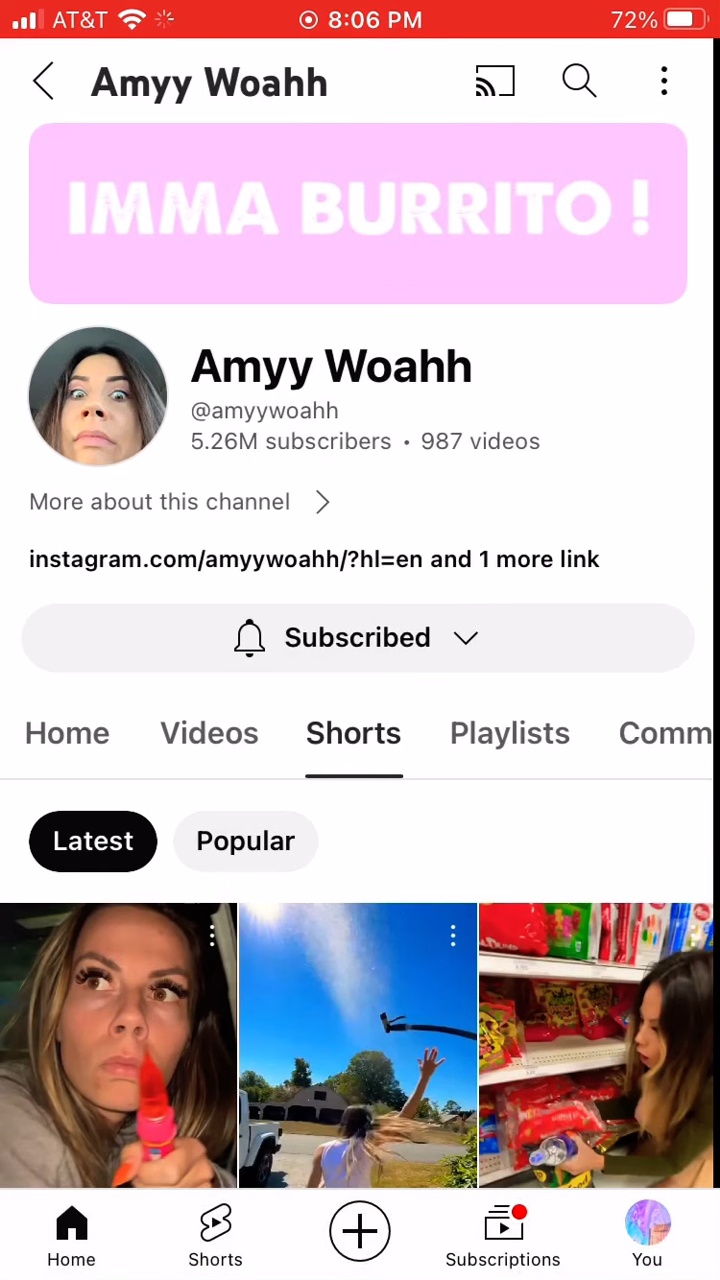 AT&T 8:06 PM 72%
Amyy Woahh
IMMA BURRITO !
Amyy Woahh
@amyywoahh
5.26M subscribers • 987 videos
More about this channel
instagram.com/amyywoahh/?hl=en and 1 more link
Subscribed
Home Videos Shorts Playlists Comm
Latest Popular
Home Shorts Subscriptions You